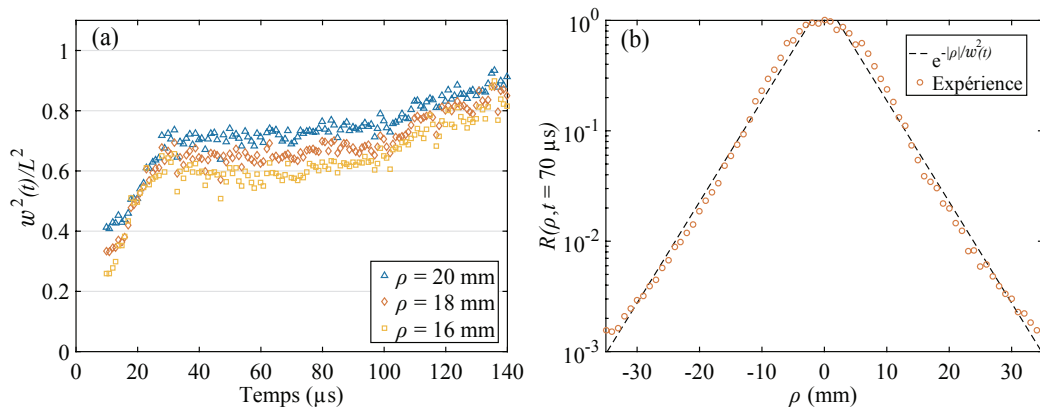 (a)
1
0.8
0.6
0.4
0.2
0
w²(t)/L²
0 20 40 60 80 100 120 140
Temps (µs)
ρ = 20 mm
ρ = 18 mm
ρ = 16 mm
(b)
10⁰
10⁻¹
10⁻²
10⁻³
R(ρ,t = 70 µs)
-30 -20 -10 0 10 20 30
ρ (mm)
e^-|ρ|/w²(t)
Expérience